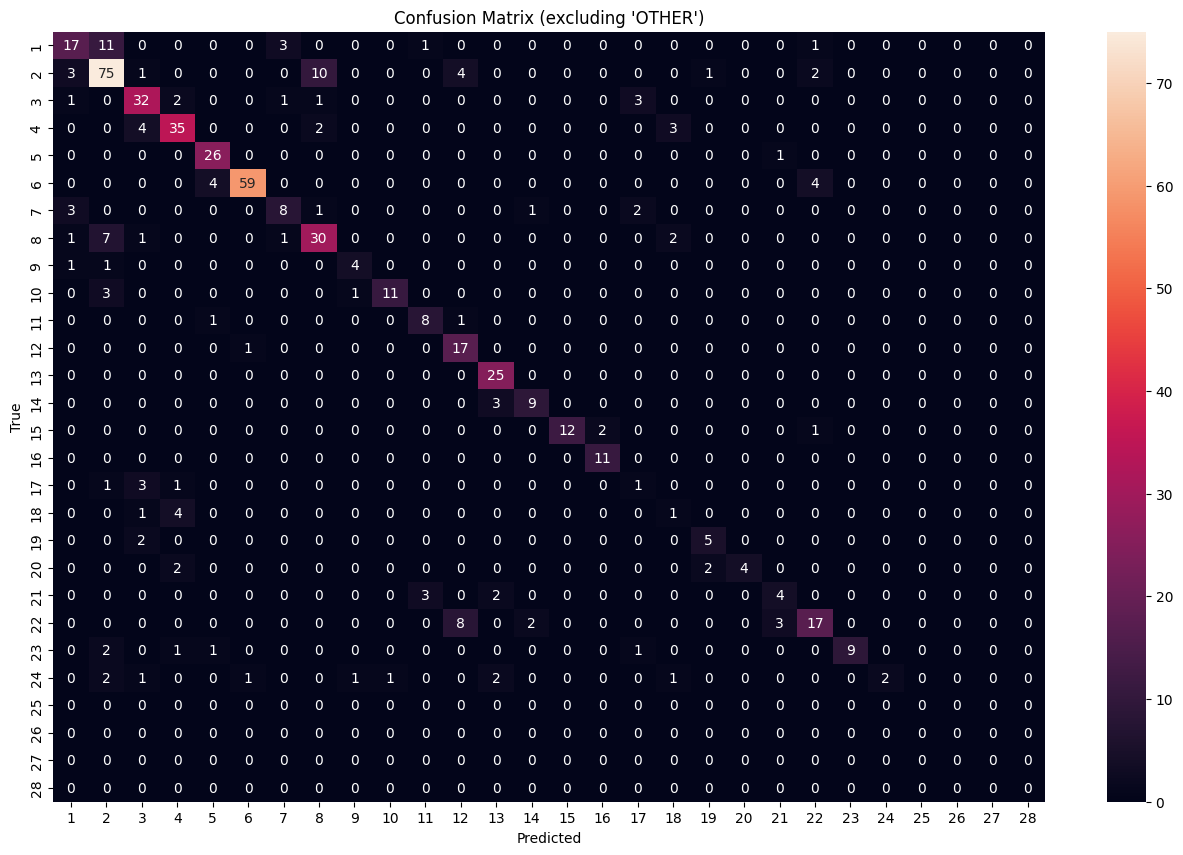 Confusion Matrix (excluding 'OTHER')
1 17 11 0 0 0 0 3 0 0 0 1 0 0 0 0 0 0 0 0 0 0 1 0 0 0 0 0 0
2 3 75 1 0 0 0 0 10 0 0 0 4 0 0 0 0 0 0 1 0 0 2 0 0 0 0 0 0
3 1 0 32 2 0 0 1 1 0 0 0 0 0 0 0 0 3 0 0 0 0 0 0 0 0 0 0 0
4 0 0 4 35 0 0 0 2 0 0 0 0 0 0 0 0 0 3 0 0 0 0 0 0 0 0 0 0
5 0 0 0 0 26 0 0 0 0 0 0 0 0 0 0 0 0 0 0 0 1 0 0 0 0 0 0 0
6 0 0 0 0 4 59 0 0 0 0 0 0 0 0 0 0 0 0 0 0 0 4 0 0 0 0 0 0
7 3 0 0 0 0 0 8 1 0 0 0 0 0 1 0 0 2 0 0 0 0 0 0 0 0 0 0 0
8 1 7 1 0 0 0 1 30 0 0 0 0 0 0 0 0 0 2 0 0 0 0 0 0 0 0 0 0
9 1 1 0 0 0 0 0 0 4 0 0 0 0 0 0 0 0 0 0 0 0 0 0 0 0 0 0 0
10 0 3 0 0 0 0 0 0 1 11 0 0 0 0 0 0 0 0 0 0 0 0 0 0 0 0 0 0
11 0 0 0 0 1 0 0 0 0 0 8 1 0 0 0 0 0 0 0 0 0 0 0 0 0 0 0 0
12 0 0 0 0 0 1 0 0 0 0 0 17 0 0 0 0 0 0 0 0 0 0 0 0 0 0 0 0
13 0 0 0 0 0 0 0 0 0 0 0 0 25 0 0 0 0 0 0 0 0 0 0 0 0 0 0 0
14 0 0 0 0 0 0 0 0 0 0 0 0 3 9 0 0 0 0 0 0 0 0 0 0 0 0 0 0
15 0 0 0 0 0 0 0 0 0 0 0 0 0 0 12 2 0 0 0 0 0 1 0 0 0 0 0 0
16 0 0 0 0 0 0 0 0 0 0 0 0 0 0 0 11 0 0 0 0 0 0 0 0 0 0 0 0
17 0 1 3 1 0 0 0 0 0 0 0 0 0 0 0 0 1 0 0 0 0 0 0 0 0 0 0 0
18 0 0 1 4 0 0 0 0 0 0 0 0 0 0 0 0 0 1 0 0 0 0 0 0 0 0 0 0
19 0 0 2 0 0 0 0 0 0 0 0 0 0 0 0 0 0 0 5 0 0 0 0 0 0 0 0 0
20 0 0 0 2 0 0 0 0 0 0 0 0 0 0 0 0 0 0 2 4 0 0 0 0 0 0 0 0
21 0 0 0 0 0 0 0 0 0 0 3 0 2 0 0 0 0 0 0 0 4 0 0 0 0 0 0 0
22 0 0 0 0 0 0 0 0 0 0 0 8 0 2 0 0 0 0 0 0 3 17 0 0 0 0 0 0
23 0 2 0 1 1 0 0 0 0 0 0 0 0 0 0 0 1 0 0 0 0 0 9 0 0 0 0 0
24 0 2 1 0 0 1 0 0 1 1 0 0 2 0 0 0 0 1 0 0 0 0 0 2 0 0 0 0
25 0 0 0 0 0 0 0 0 0 0 0 0 0 0 0 0 0 0 0 0 0 0 0 0 0 0 0 0
26 0 0 0 0 0 0 0 0 0 0 0 0 0 0 0 0 0 0 0 0 0 0 0 0 0 0 0 0
27 0 0 0 0 0 0 0 0 0 0 0 0 0 0 0 0 0 0 0 0 0 0 0 0 0 0 0 0
28 0 0 0 0 0 0 0 0 0 0 0 0 0 0 0 0 0 0 0 0 0 0 0 0 0 0 0 0
1 2 3 4 5 6 7 8 9 10 11 12 13 14 15 16 17 18 19 20 21 22 23 24 25 26 27 28
Predicted
True
70
60
50
40
30
20
10
0